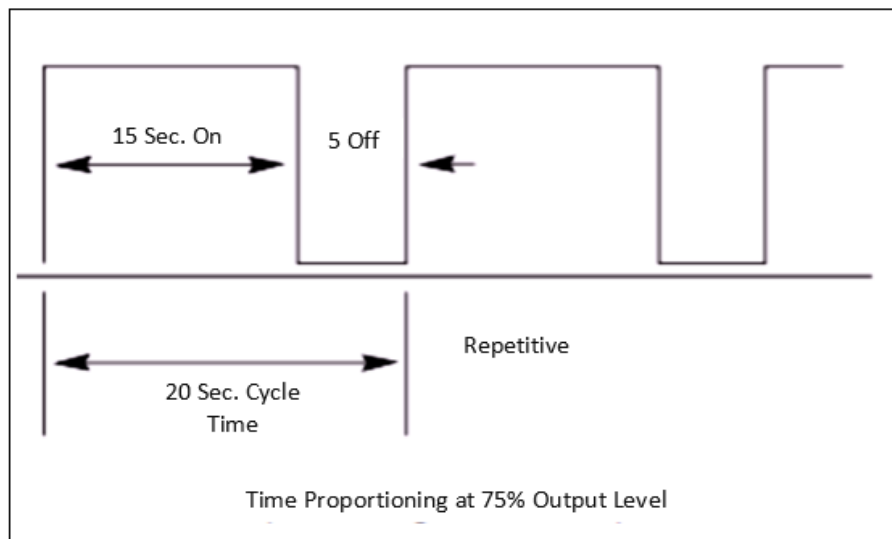 15 Sec. On
5 Off
Repetitive
20 Sec. Cycle
Time
Time Proportioning at 75% Output Level